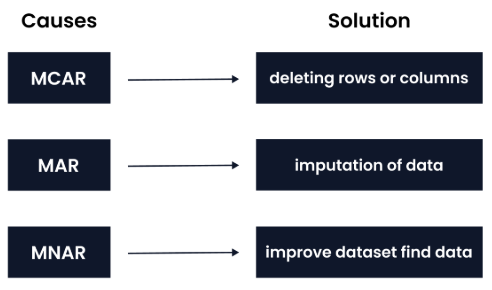 Causes Solution
MCAR deleting rows or columns
MAR imputation of data
MNAR improve dataset find data